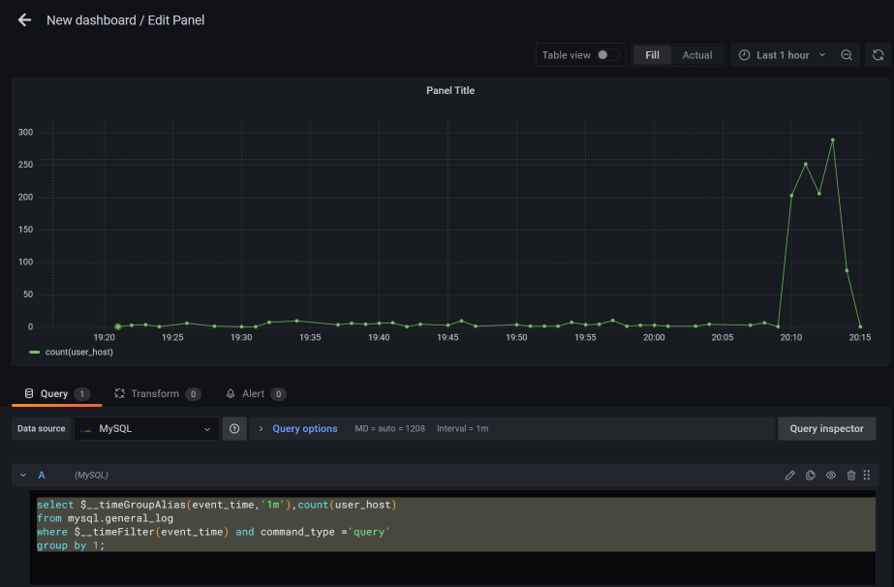 New dashboard / Edit Panel
Table view
Fill
Actual
Last 1 hour
Panel Title
300
250
200
150
100
50
0
19:20
19:25
19:30
19:35
19:40
19:45
19:50
19:55
20:00
20:05
20:10
20:15
count(user_host)
Query 1
Transform 0
Alert 0
Data source
MySQL
Query options
MD = auto = 1208
Interval = 1m
Query inspector
A
(MySQL)
select $__timeGroupAlias(event_time,'1m'),count(user_host)
from mysql.general_log
where $__timeFilter(event_time) and command_type ='query'
group by 1;